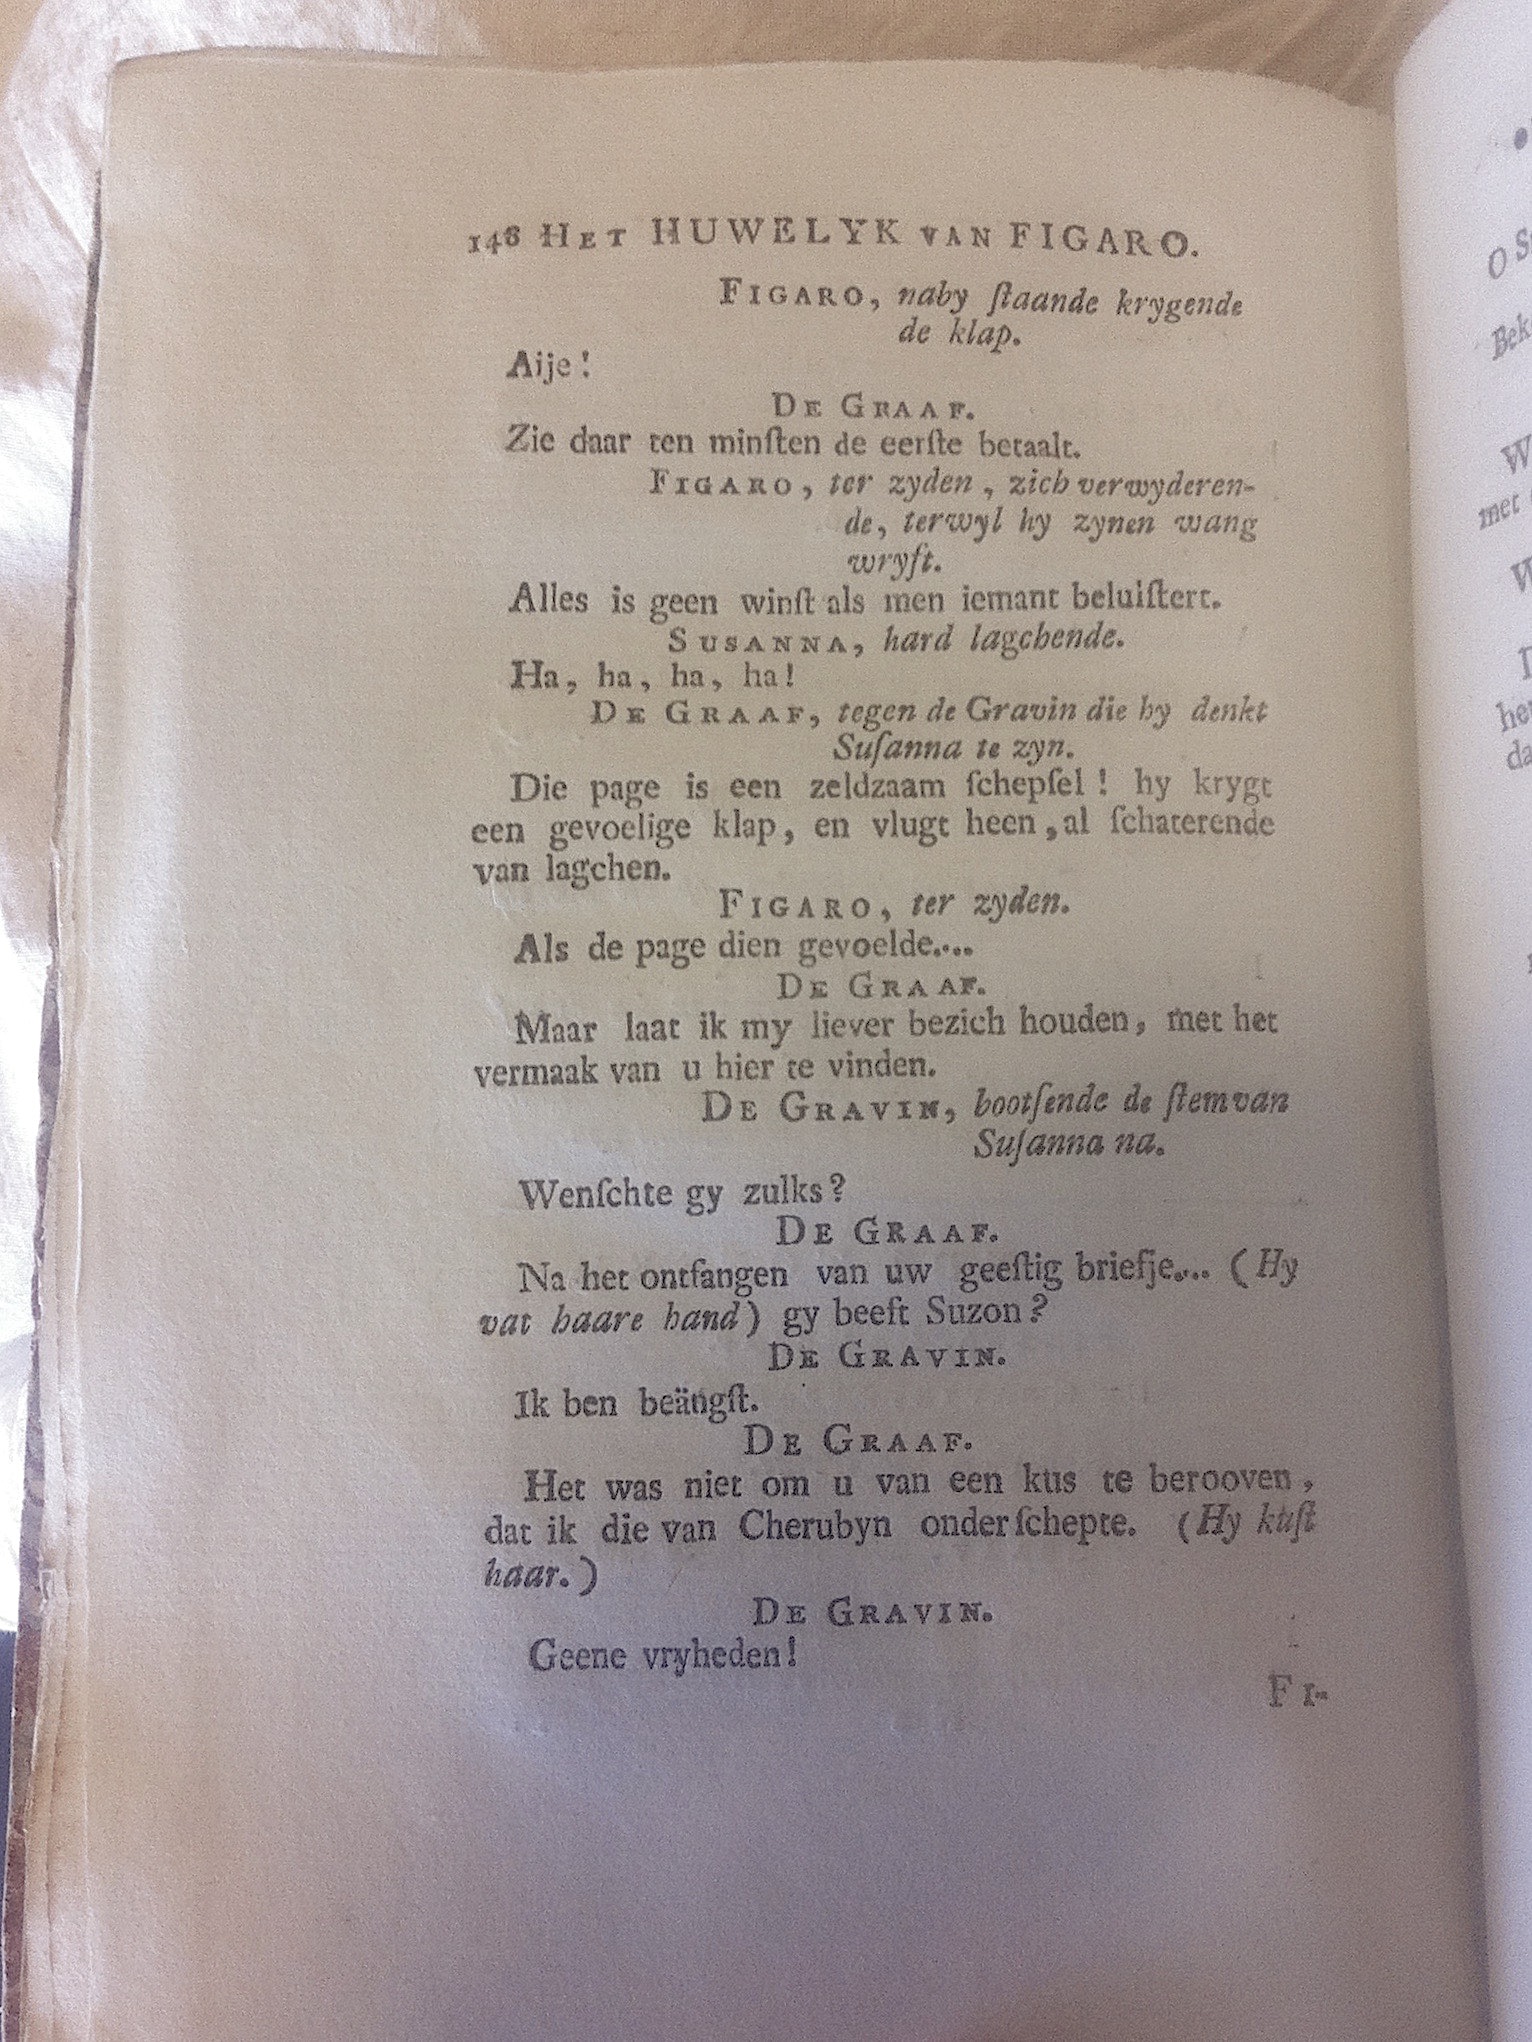 148 HET HUWELYK VAN FIGARO.
FIGARO, naby ſtaande krygende
de klap.
Aije!
DE GRAAF.
Zie daar ten minſten de eerſte betaalt.
FIGARO, ter zyden, zich verwyderen-
de, terwyl hy zynen wang
wryft.
Alles is geen winſt als men iemant beluiſtert.
SUSANNA, hard lagchende.
Ha, ha, ha, ha!
DE GRAAF, tegen de Gravin die hy denkt
Suſanna te zyn.
Die page is een zeldzaam ſchepſel! hy krygt
een gevoelige klap, en vlugt heen, al ſchaterende
van lagchen.
FIGARO, ter zyden.
Als de page dien gevoelde....
DE GRAAF.
Maar laat ik my liever bezich houden, met het
vermaak van u hier te vinden.
DE GRAVIN, bootſende de ſtem van
Suſanna na.
Wenſchte gy zulks?
DE GRAAF.
Na het ontfangen van uw geeſtig briefje.... (Hy
vat haare hand) gy beeft Suzon?
DE GRAVIN.
Ik ben beängſt.
DE GRAAF.
Het was niet om u van een kus te berooven,
dat ik die van Cherubyn onderſchepte. (Hy kuſt
haar.)
DE GRAVIN.
Geene vryheden!
FI-
O
Bek
W
met
W
her
da